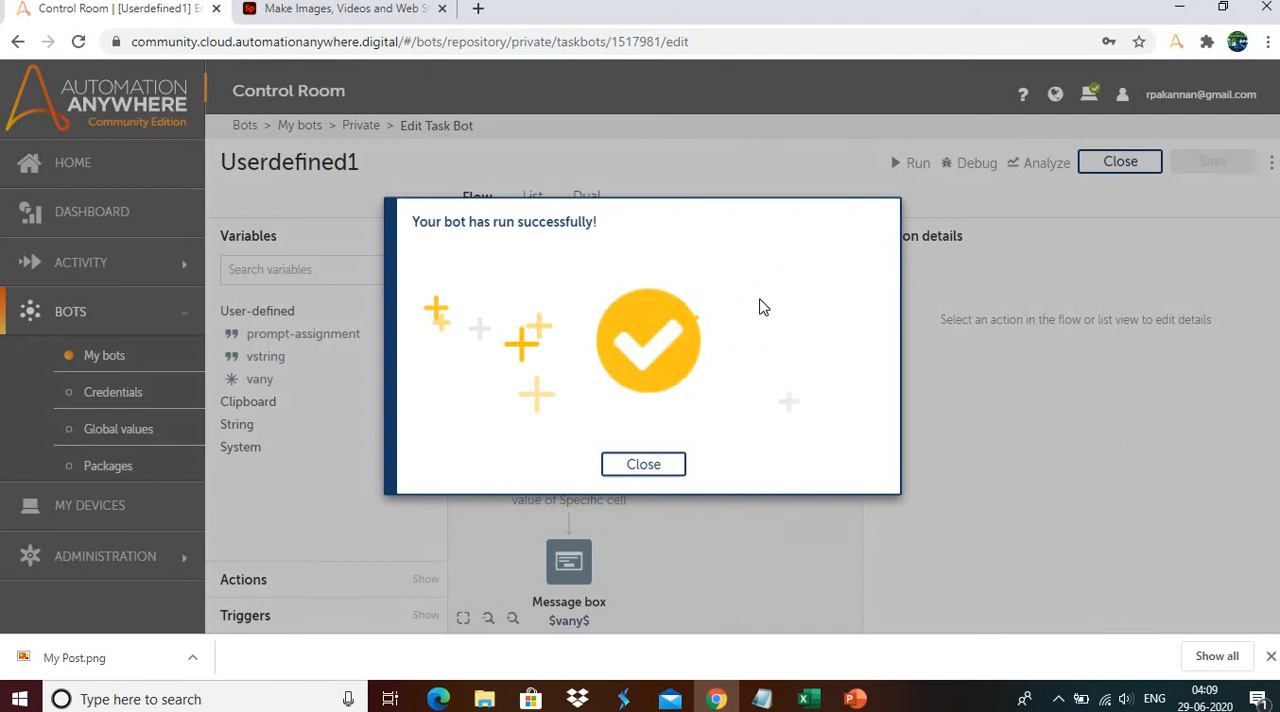 Control Room | [Userdefined1] Ed
Make Images, Videos and Web S
community.cloud.automationanywhere.digital/#/bots/repository/private/taskbots/1517981/edit
AUTOMATION
ANYWHERE
Community Edition
Control Room
rpakannan@gmail.com
Bots > My bots > Private > Edit Task Bot
HOME
Userdefined1
Run
Debug
Analyze
Close
Save
Flow
List
Dual
DASHBOARD
Your bot has run successfully!
Variables
on details
ACTIVITY
Search variables
BOTS
User-defined
prompt-assignment
Select an action in the flow or list view to edit details
My bots
vstring
vany
Credentials
Clipboard
Global values
String
System
Packages
Close
MY DEVICES
value of Specific cell
ADMINISTRATION
Actions
Show
Message box
Triggers
Show
$vany$
My Post.png
Show all
Type here to search
ENG
04:09
29-06-2020
1